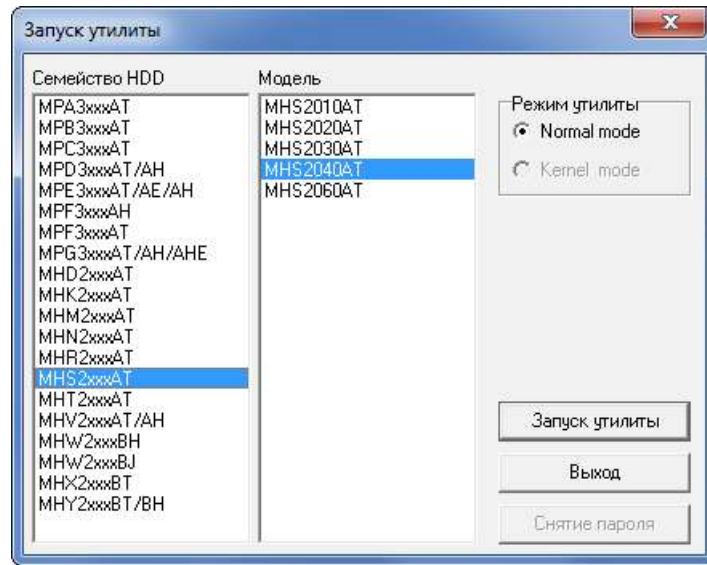 Запуск утилиты
Семейство HDD
MPA3xxxAT
MPB3xxxAT
MPC3xxxAT
MPD3xxxAT/AH
MPE3xxxAT/AE/AH
MPF3xxxAH
MPF3xxxAT
MPG3xxxAT/AH/AHE
MHD2xxxAT
MHK2xxxAT
MHM2xxxAT
MHN2xxxAT
MHR2xxxAT
MHS2xxxAT
MHT2xxxAT
MHV2xxxAT/AH
MHW2xxxBH
MHW2xxxBJ
MHX2xxxBT
MHY2xxxBT/BH
Модель
MHS2010AT
MHS2020AT
MHS2030AT
MHS2040AT
MHS2060AT
Режим утилиты
Normal mode
Kernel mode
Запуск утилиты
Выход
Снятие пароля